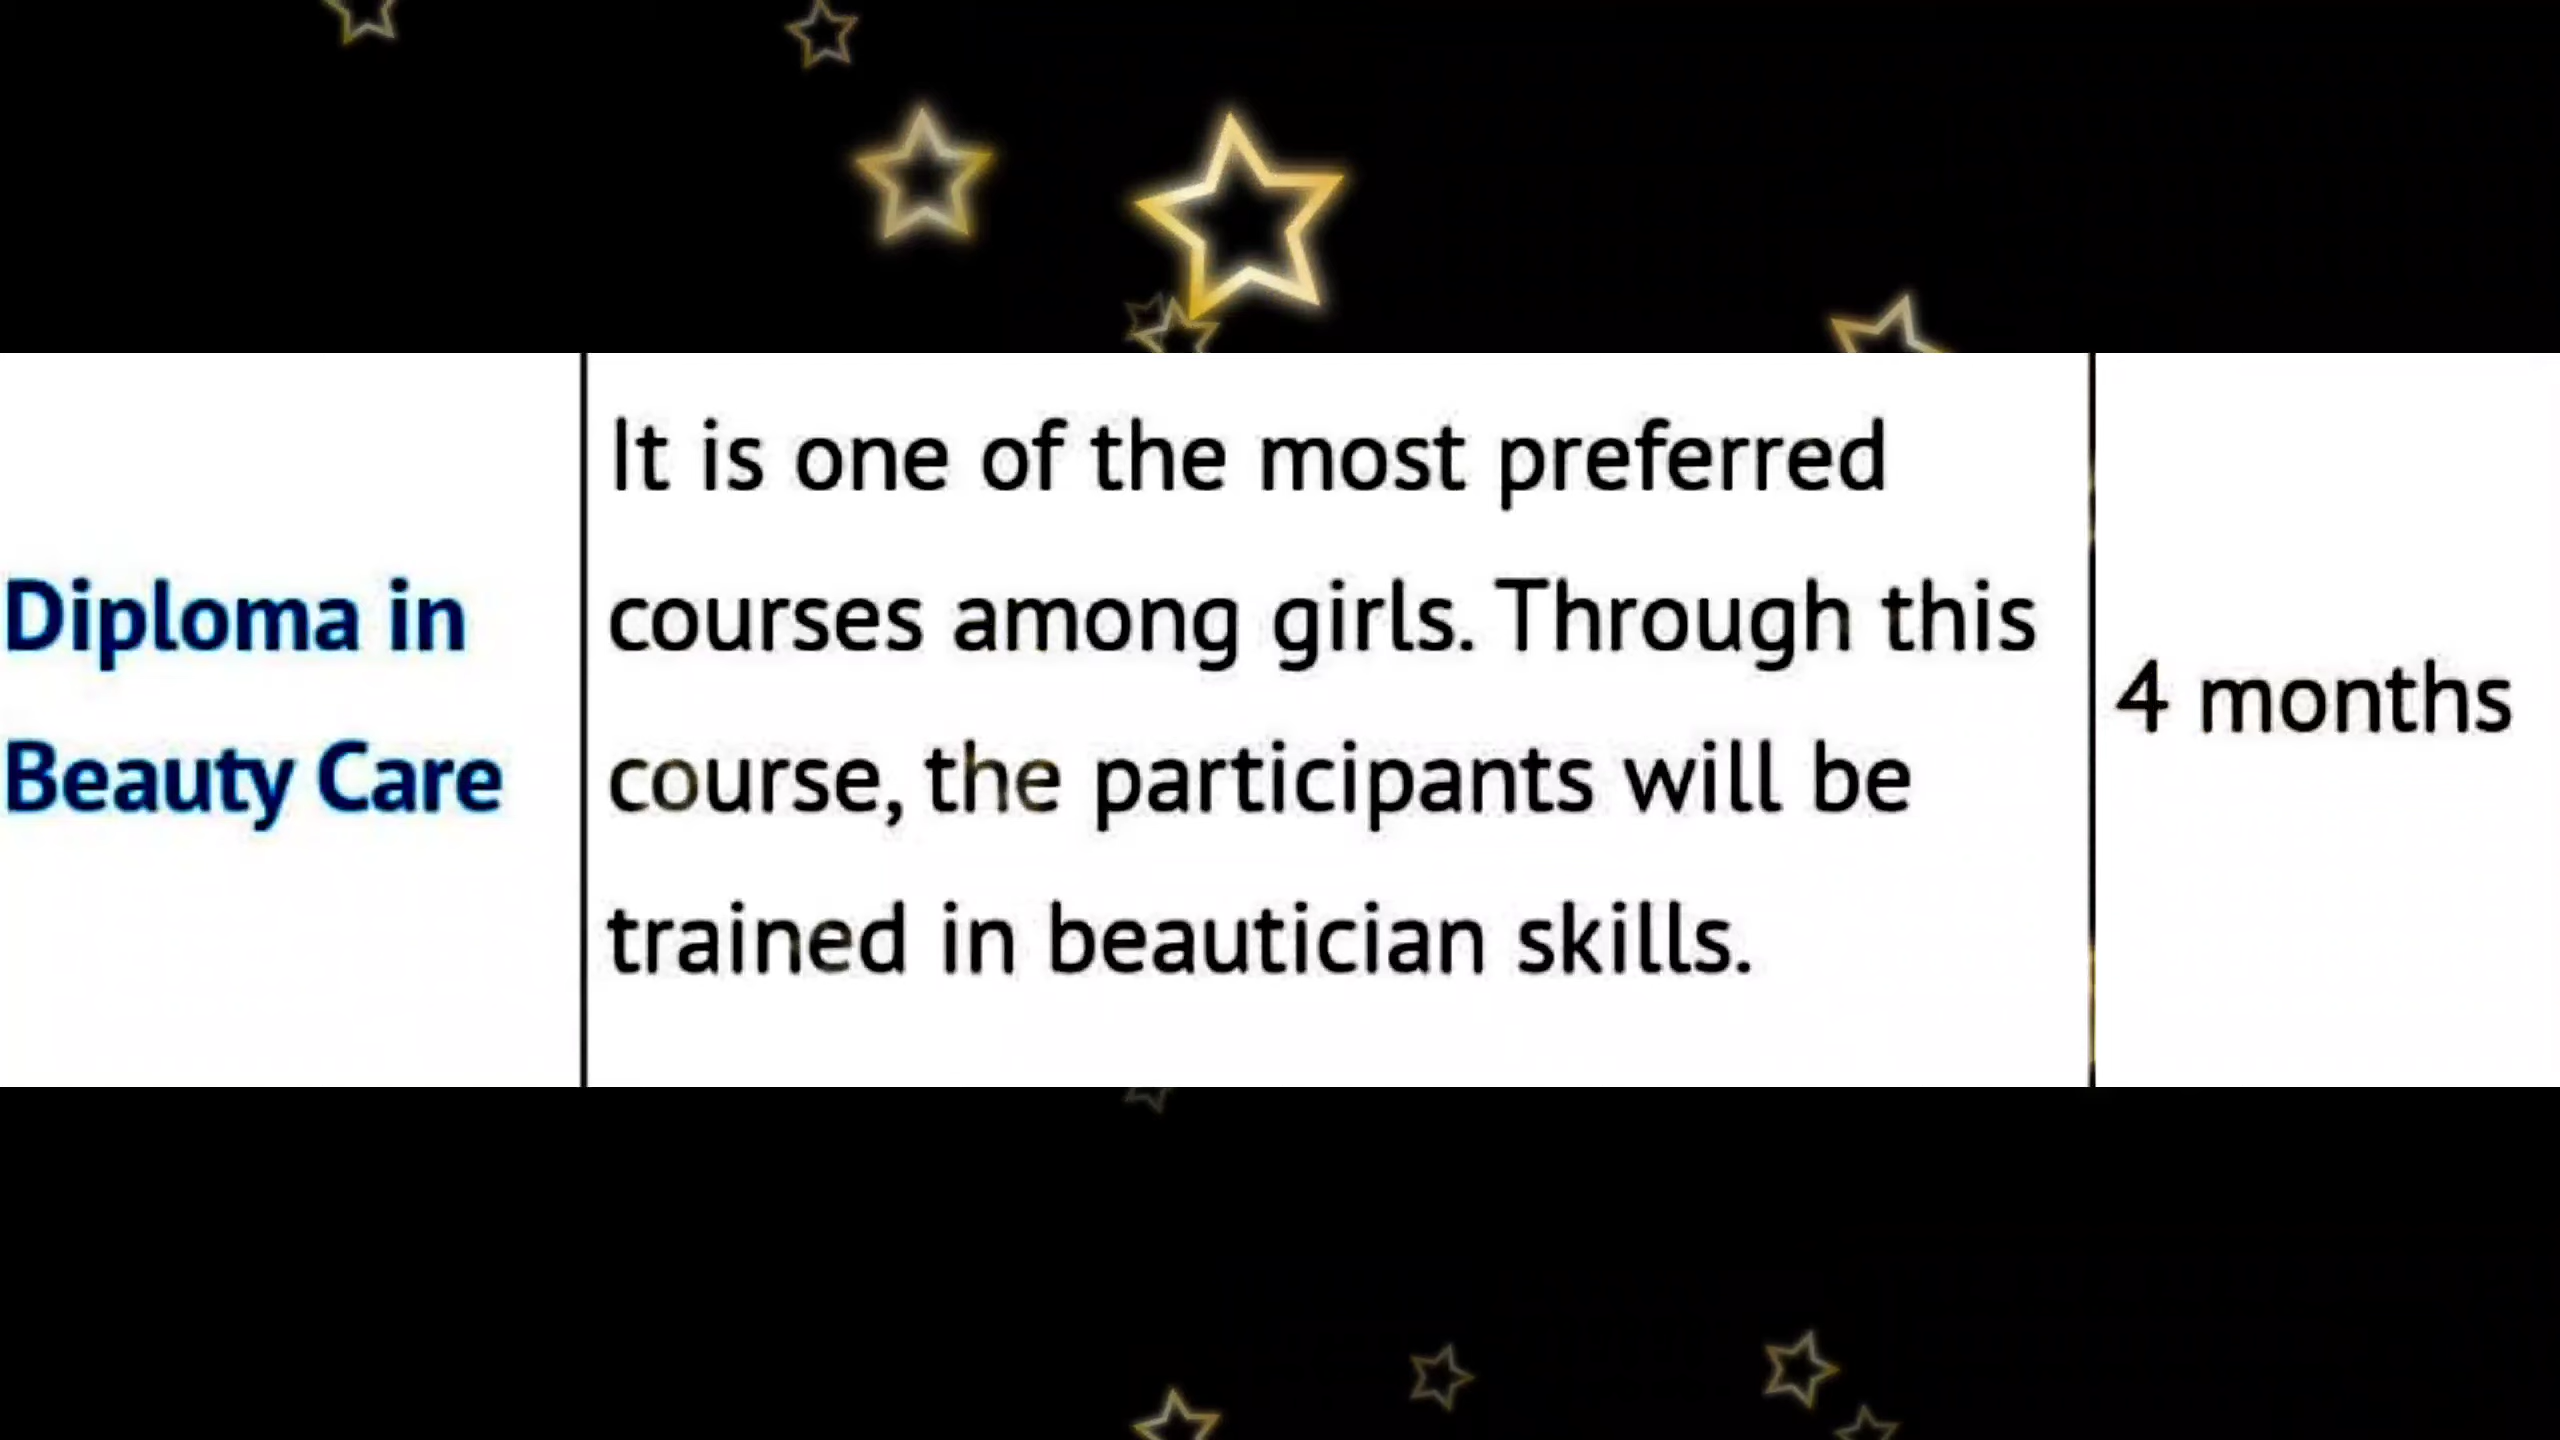 Diploma in
Beauty Care
It is one of the most preferred
courses among girls. Through this
course, the participants will be
trained in beautician skills.
4 months